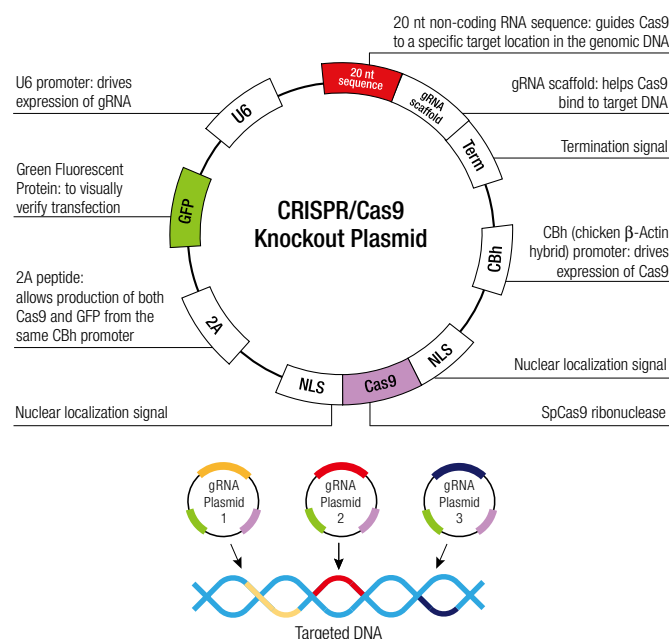 20 nt non-coding RNA sequence: guides Cas9
to a specific target location in the genomic DNA
20 nt
sequence
U6 promoter: drives
expression of gRNA
U6
gRNA
scaffold
gRNA scaffold: helps Cas9
bind to target DNA
Term
Termination signal
Green Fluorescent
Protein: to visually
verify transfection
GFP
CRISPR/Cas9
Knockout Plasmid
CBh
CBh (chicken β-Actin
hybrid) promoter: drives
expression of Cas9
2A peptide:
allows production of both
Cas9 and GFP from the
same CBh promoter
2A
NLS
Cas9
NLS
Nuclear localization signal
Nuclear localization signal
SpCas9 ribonuclease
gRNA
Plasmid
1
gRNA
Plasmid
2
gRNA
Plasmid
3
Targeted DNA